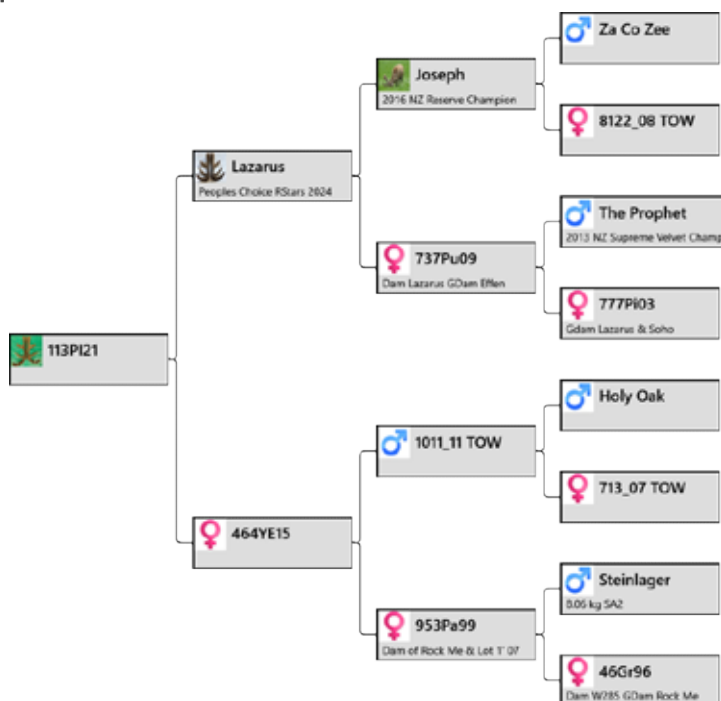 Za Co Zee
Joseph
2016 NZ Reserve Champion
8122_08 TOW
Lazarus
Peoples Choice RStars 2024
The Prophet
2013 NZ Supreme Velvet Champ
737Pu09
Dam Lazarus GDam Effen
777Pi03
Gdam Lazarus & Soho
113PI21
Holy Oak
1011_11 TOW
713_07 TOW
464YE15
Steinlager
8.06 kg SA2
953Pa99
Dam of Rock Me & Lot 1' 07
46Gr96
Dam W285 GDam Rock Me